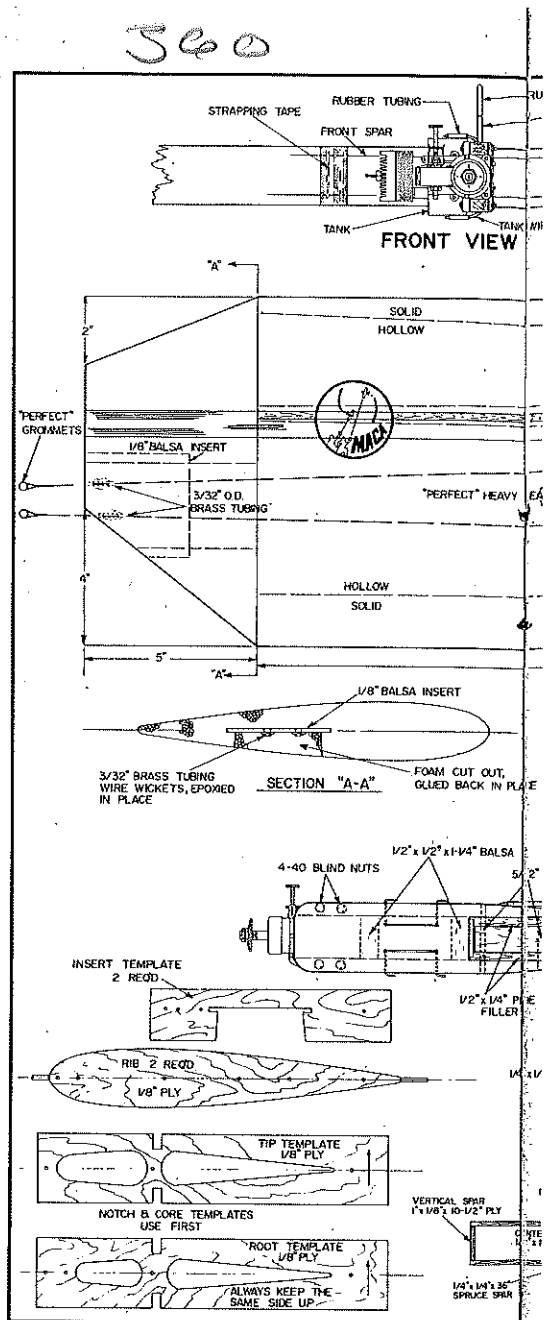 560
RUBBER TUBING
STRAPPING TAPE
FRONT SPAR
TANK
FRONT VIEW
"A"
2"
SOLID
HOLLOW
"PERFECT"
GROMMETS
MACA
1/8" BALSA INSERT
3/32" O.D.
BRASS TUBING
"PERFECT" HEAVY
HOLLOW
SOLID
4"
5"
"A"
1/8" BALSA INSERT
3/32" BRASS TUBING
WIRE WICKETS, EPOXIED
IN PLACE
SECTION "A-A"
FOAM CUT OUT,
GLUED BACK IN PLACE
1/2" x 1/2" x 1-1/4" BALSA
4-40 BLIND NUTS
INSERT TEMPLATE
2 REQD
1/2" x 1/4" PINE
FILLER
RIB 2 REQD
1/8" PLY
TIP TEMPLATE
1/8" PLY
NOTCH & CORE TEMPLATES
USE FIRST
VERTICAL SPAR
1" x 1/8" x 10-1/2" PLY
ROOT TEMPLATE
1/8" PLY
ALWAYS KEEP THE
SAME SIDE UP
1/4" x 1/4" x 36"
SPRUCE SPAR